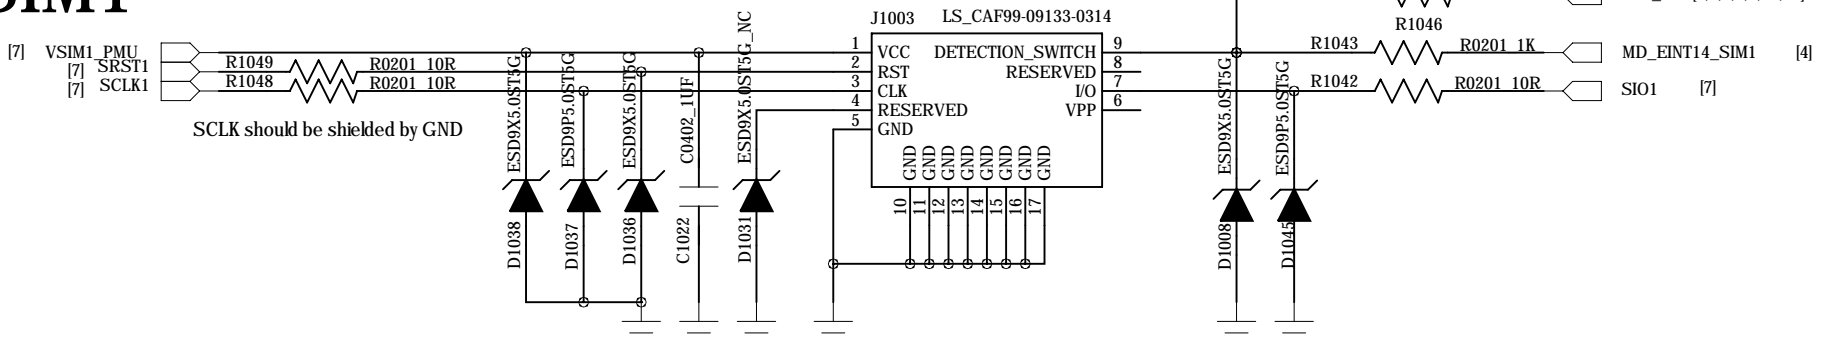 SIM1
J1003 LS_CAF99-09133-0314
R1046
[7] VSIM1_PMU
[7] SRST1 R1049 R0201_10R
[7] SCLK1 R1048 R0201_10R
SCLK should be shielded by GND
1 VCC DETECTION_SWITCH 9
2 RST RESERVED 8
3 CLK I/O 7
4 RESERVED VPP 6
5 GND
GND GND GND GND GND GND GND GND
10 11 12 13 14 15 16 17
R1043 R0201_1K MD_EINT14_SIM1 [4]
R1042 R0201_10R SIO1 [7]
ESD9X5.0ST5G
D1038
ESD9P5.0ST5G
D1037
ESD9X5.0ST5G
D1036
C0402_1UF
C1022
ESD9X5.0ST5G_NC
D1031
ESD9X5.0ST5G
D1008
ESD9P5.0ST5G
D1045